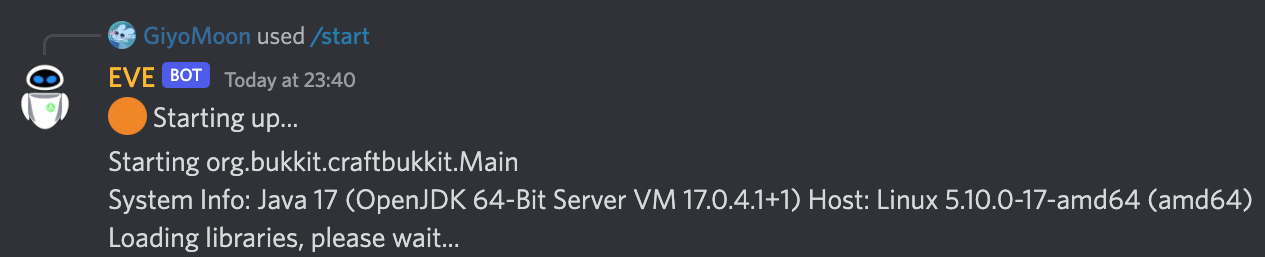 GiyoMoon used /start
EVE BOT Today at 23:40
Starting up...
Starting org.bukkit.craftbukkit.Main
System Info: Java 17 (OpenJDK 64-Bit Server VM 17.0.4.1+1) Host: Linux 5.10.0-17-amd64 (amd64)
Loading libraries, please wait...